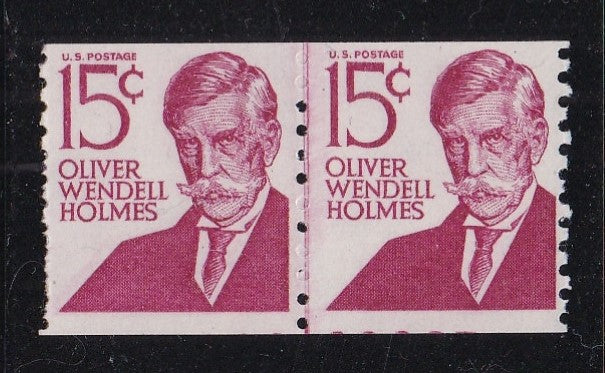 U.S. POSTAGE
15¢
OLIVER
WENDELL
HOLMES
U.S. POSTAGE
15¢
OLIVER
WENDELL
HOLMES